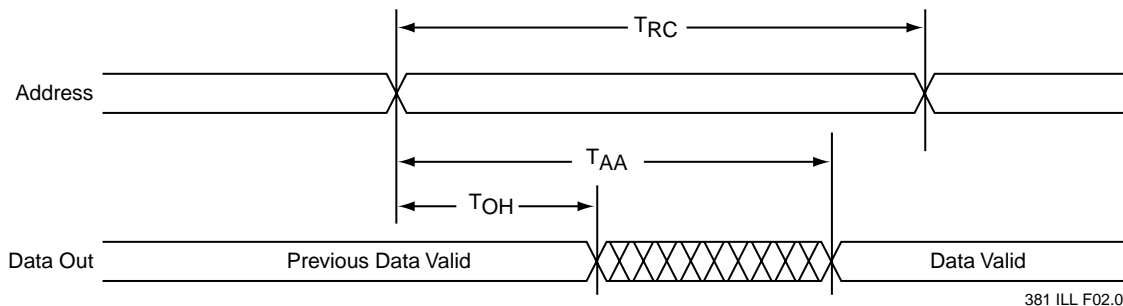 TRC
Address
TAA
TOH
Data Out Previous Data Valid Data Valid
381 ILL F02.0